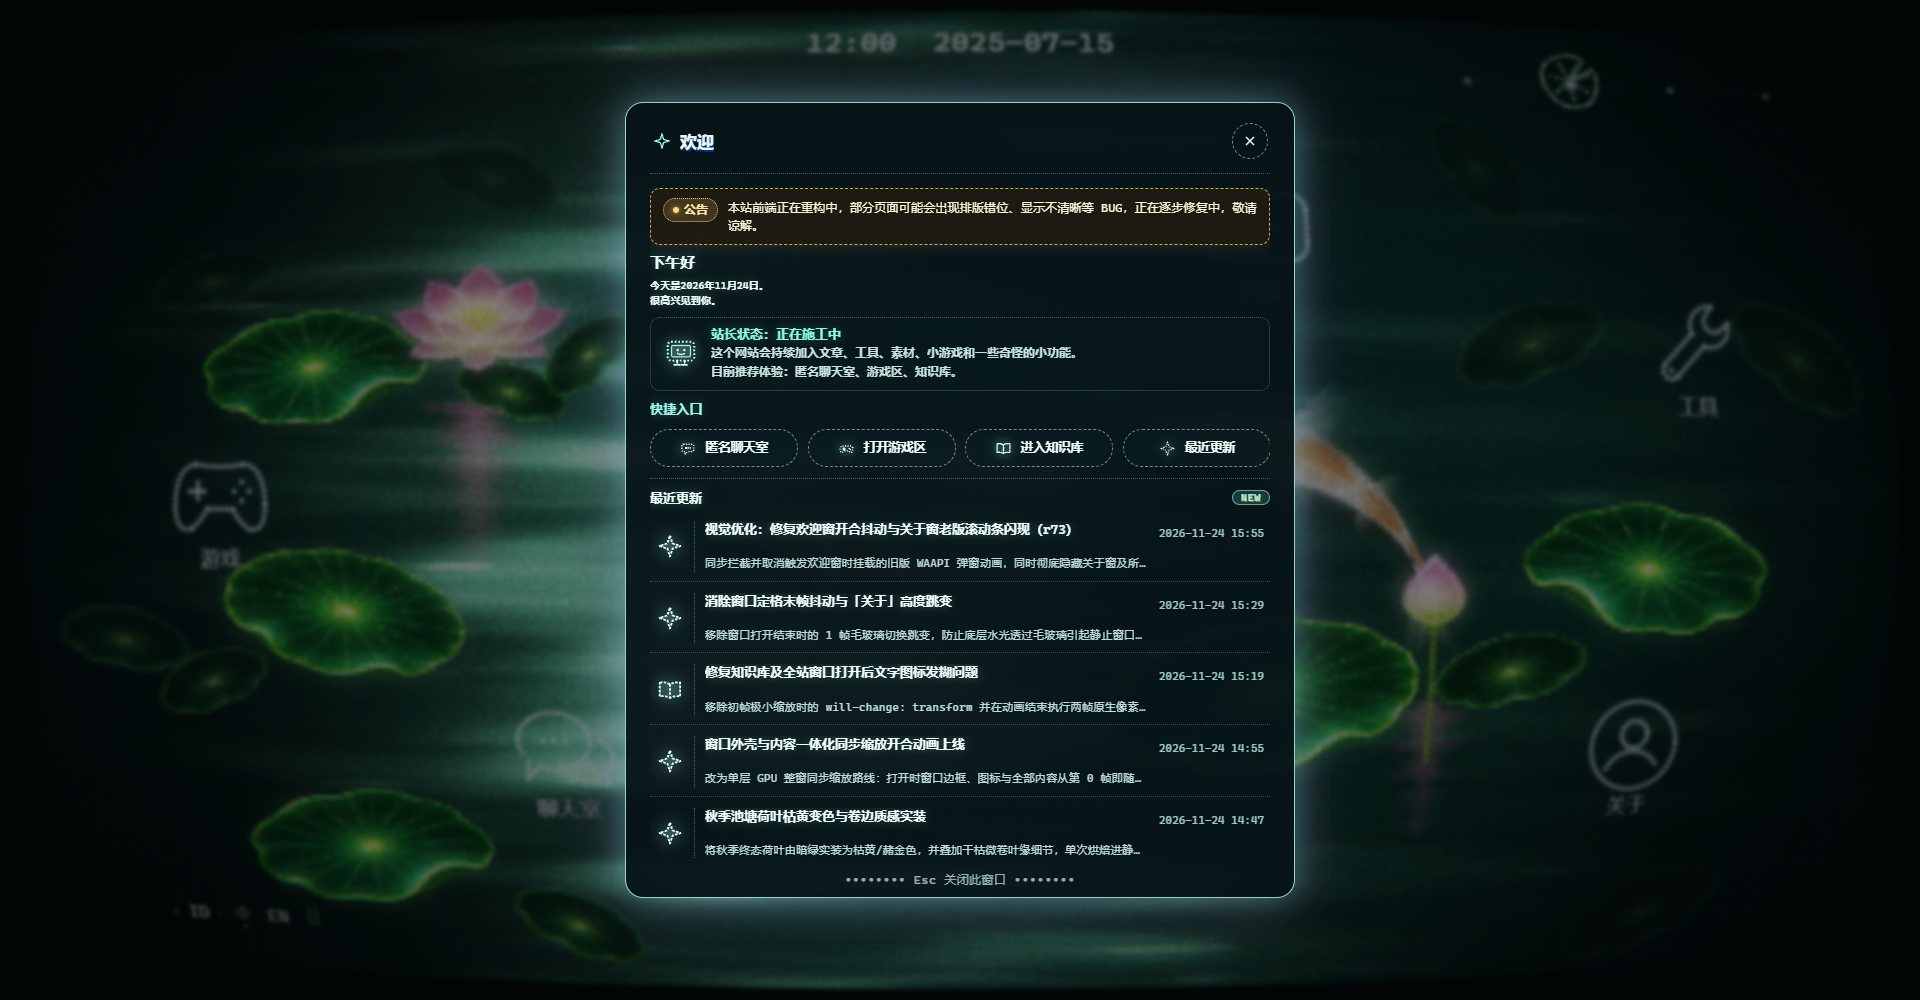 12:00 2025-07-15
欢迎
公告
本站前端正在重构中，部分页面可能会出现排版错位、显示不清晰等 BUG，正在逐步修复中，敬请
谅解。
下午好
今天是2026年11月24日。
很高兴见到你。
站长状态：正在施工中
这个网站会持续加入文章、工具、素材、小游戏和一些奇怪的小功能。
目前推荐体验：匿名聊天室、游戏区、知识库。
快捷入口
匿名聊天室
打开游戏区
进入知识库
最近更新
最近更新
NEW
视觉优化：修复欢迎窗开合抖动与关于窗老版滚动条闪现（r73）
2026-11-24 15:55
同步拦截并取消触发欢迎窗时挂载的旧版 WAAPI 弹窗动画，同时彻底隐藏关于窗及所…
消除窗口定格末帧抖动与「关于」高度跳变
2026-11-24 15:29
移除窗口打开结束时的 1 帧毛玻璃切换跳变，防止底层水光透过毛玻璃引起静止窗口…
修复知识库及全站窗口打开后文字图标发糊问题
2026-11-24 15:19
移除初帧极小缩放时的 will-change: transform 并在动画结束执行两帧原生像素…
窗口外壳与内容一体化同步缩放开合动画上线
2026-11-24 14:55
改为单层 GPU 整窗同步缩放路线：打开时窗口边框、图标与全部内容从第 0 帧即随…
秋季池塘荷叶枯黄变色与卷边质感实装
2026-11-24 14:47
将秋季终态荷叶由暗绿实装为枯黄/赭金色，并叠加干枯微卷叶缘细节，单次烘焙进静…
•••••••• Esc 关闭此窗口 ••••••••
游戏
聊天室
工具
关于
EN